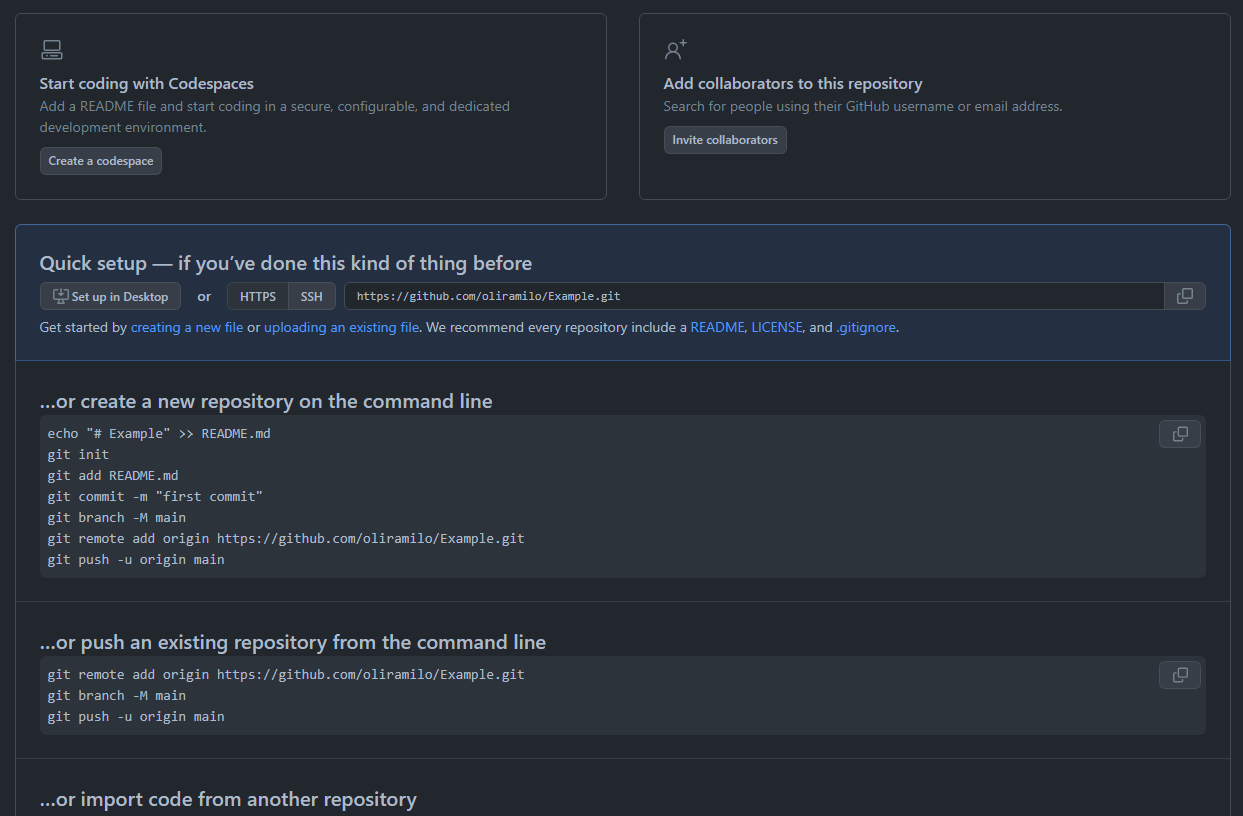 Start coding with Codespaces
Add a README file and start coding in a secure, configurable, and dedicated
development environment.
Create a codespace
Add collaborators to this repository
Search for people using their GitHub username or email address.
Invite collaborators
Quick setup — if you’ve done this kind of thing before
Set up in Desktop or HTTPS SSH https://github.com/oliramilo/Example.git
Get started by creating a new file or uploading an existing file. We recommend every repository include a README, LICENSE, and .gitignore.
…or create a new repository on the command line
echo "# Example" >> README.md
git init
git add README.md
git commit -m "first commit"
git branch -M main
git remote add origin https://github.com/oliramilo/Example.git
git push -u origin main
…or push an existing repository from the command line
git remote add origin https://github.com/oliramilo/Example.git
git branch -M main
git push -u origin main
…or import code from another repository